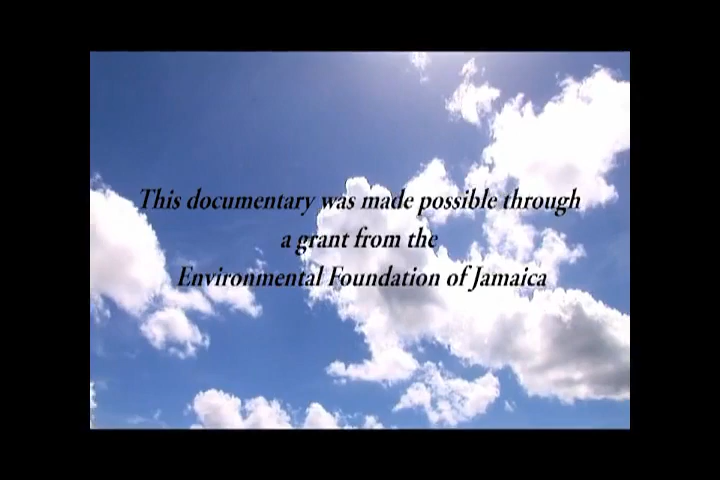 This documentary was made possible through
a grant from the
Environmental Foundation of Jamaica